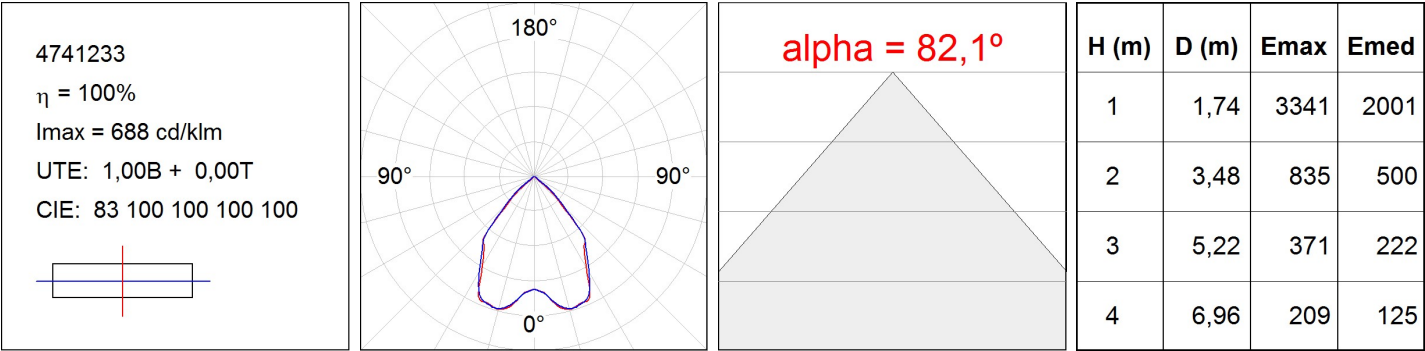 4741233
η = 100%
Imax = 688 cd/klm
UTE: 1,00B + 0,00T
CIE: 83 100 100 100 100
180°
90° 90°
0°
alpha = 82,1º
H (m) D (m) Emax Emed
1 1,74 3341 2001
2 3,48 835 500
3 5,22 371 222
4 6,96 209 125